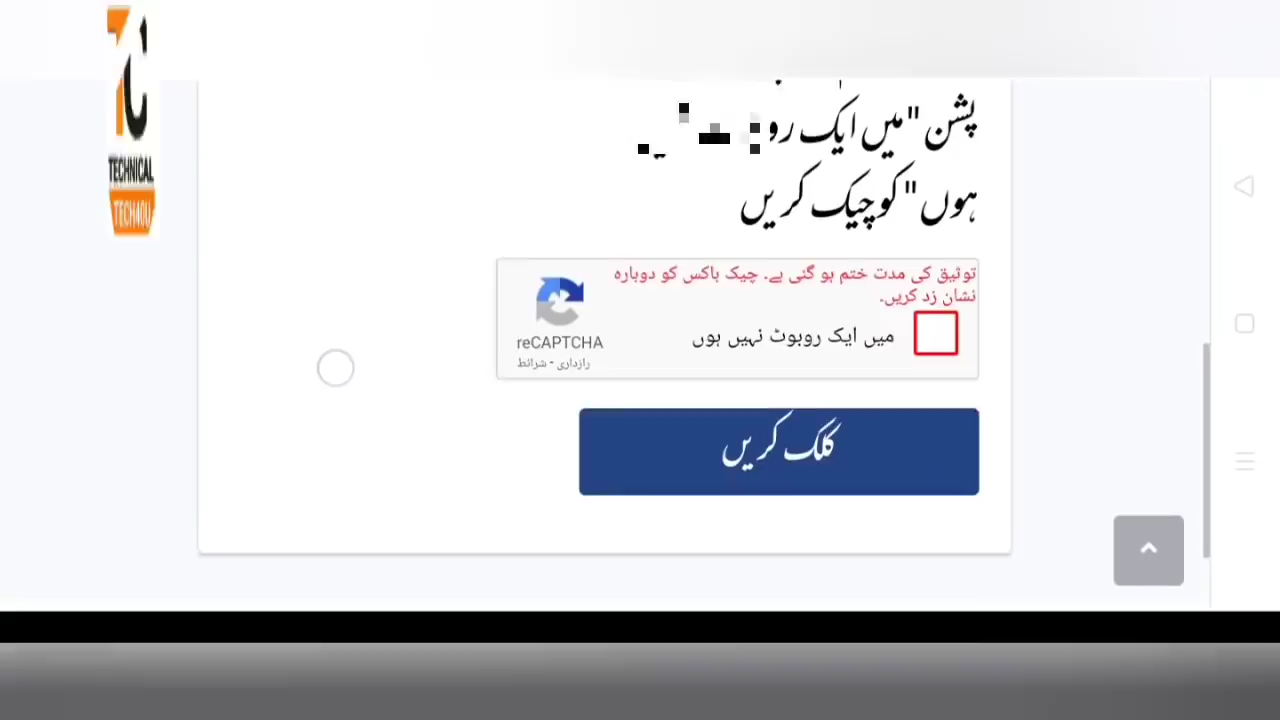 TECHNICAL
TECH4U
پشن "میں ایک
ہوں" کو چیک کریں
توثیق کی مدت ختم ہو گئی ہے۔ چیک باکس کو دوبارہ
نشان زد کریں۔
میں ایک روبوٹ نہیں ہوں
reCAPTCHA
رازداری - شرائط
کلک کریں